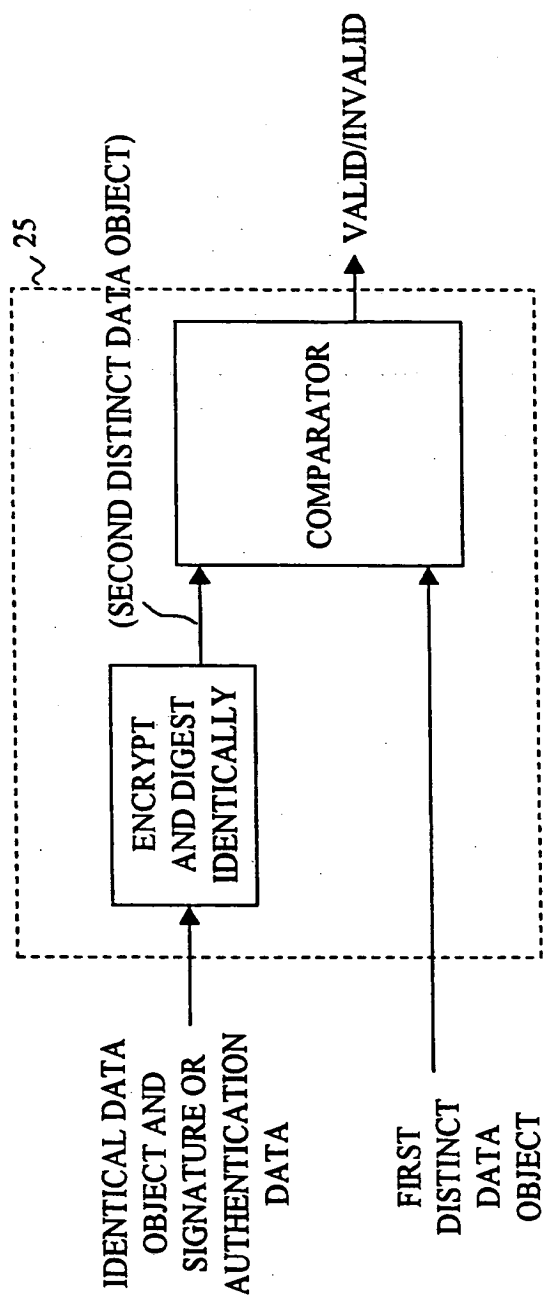 25
(SECOND DISTINCT DATA OBJECT)
IDENTICAL DATA
OBJECT AND
SIGNATURE OR
AUTHENTICATION
DATA
ENCRYPT
AND DIGEST
IDENTICALLY
COMPARATOR
VALID/INVALID
FIRST
DISTINCT
DATA
OBJECT